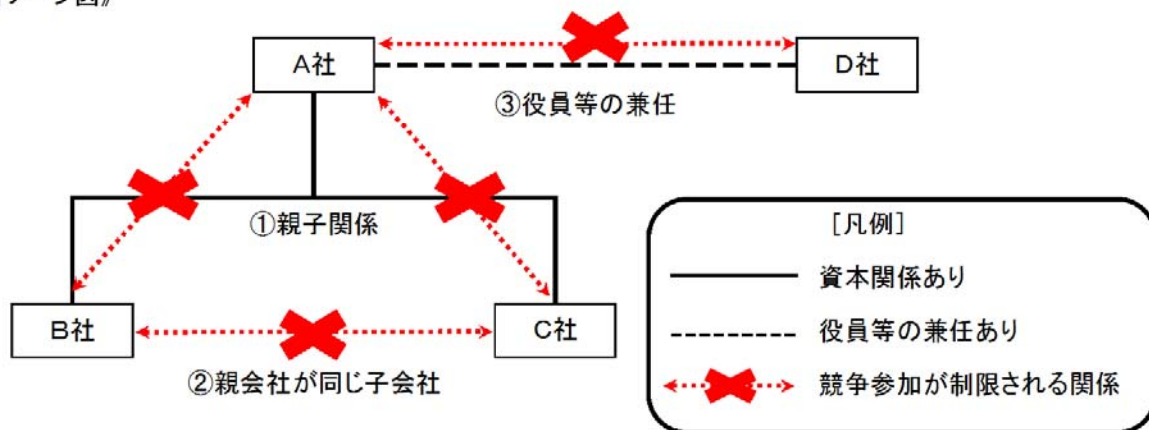 A社
D社
③役員等の兼任
①親子関係
B社
C社
②親会社が同じ子会社
[凡例]
資本関係あり
役員等の兼任あり
競争参加が制限される関係